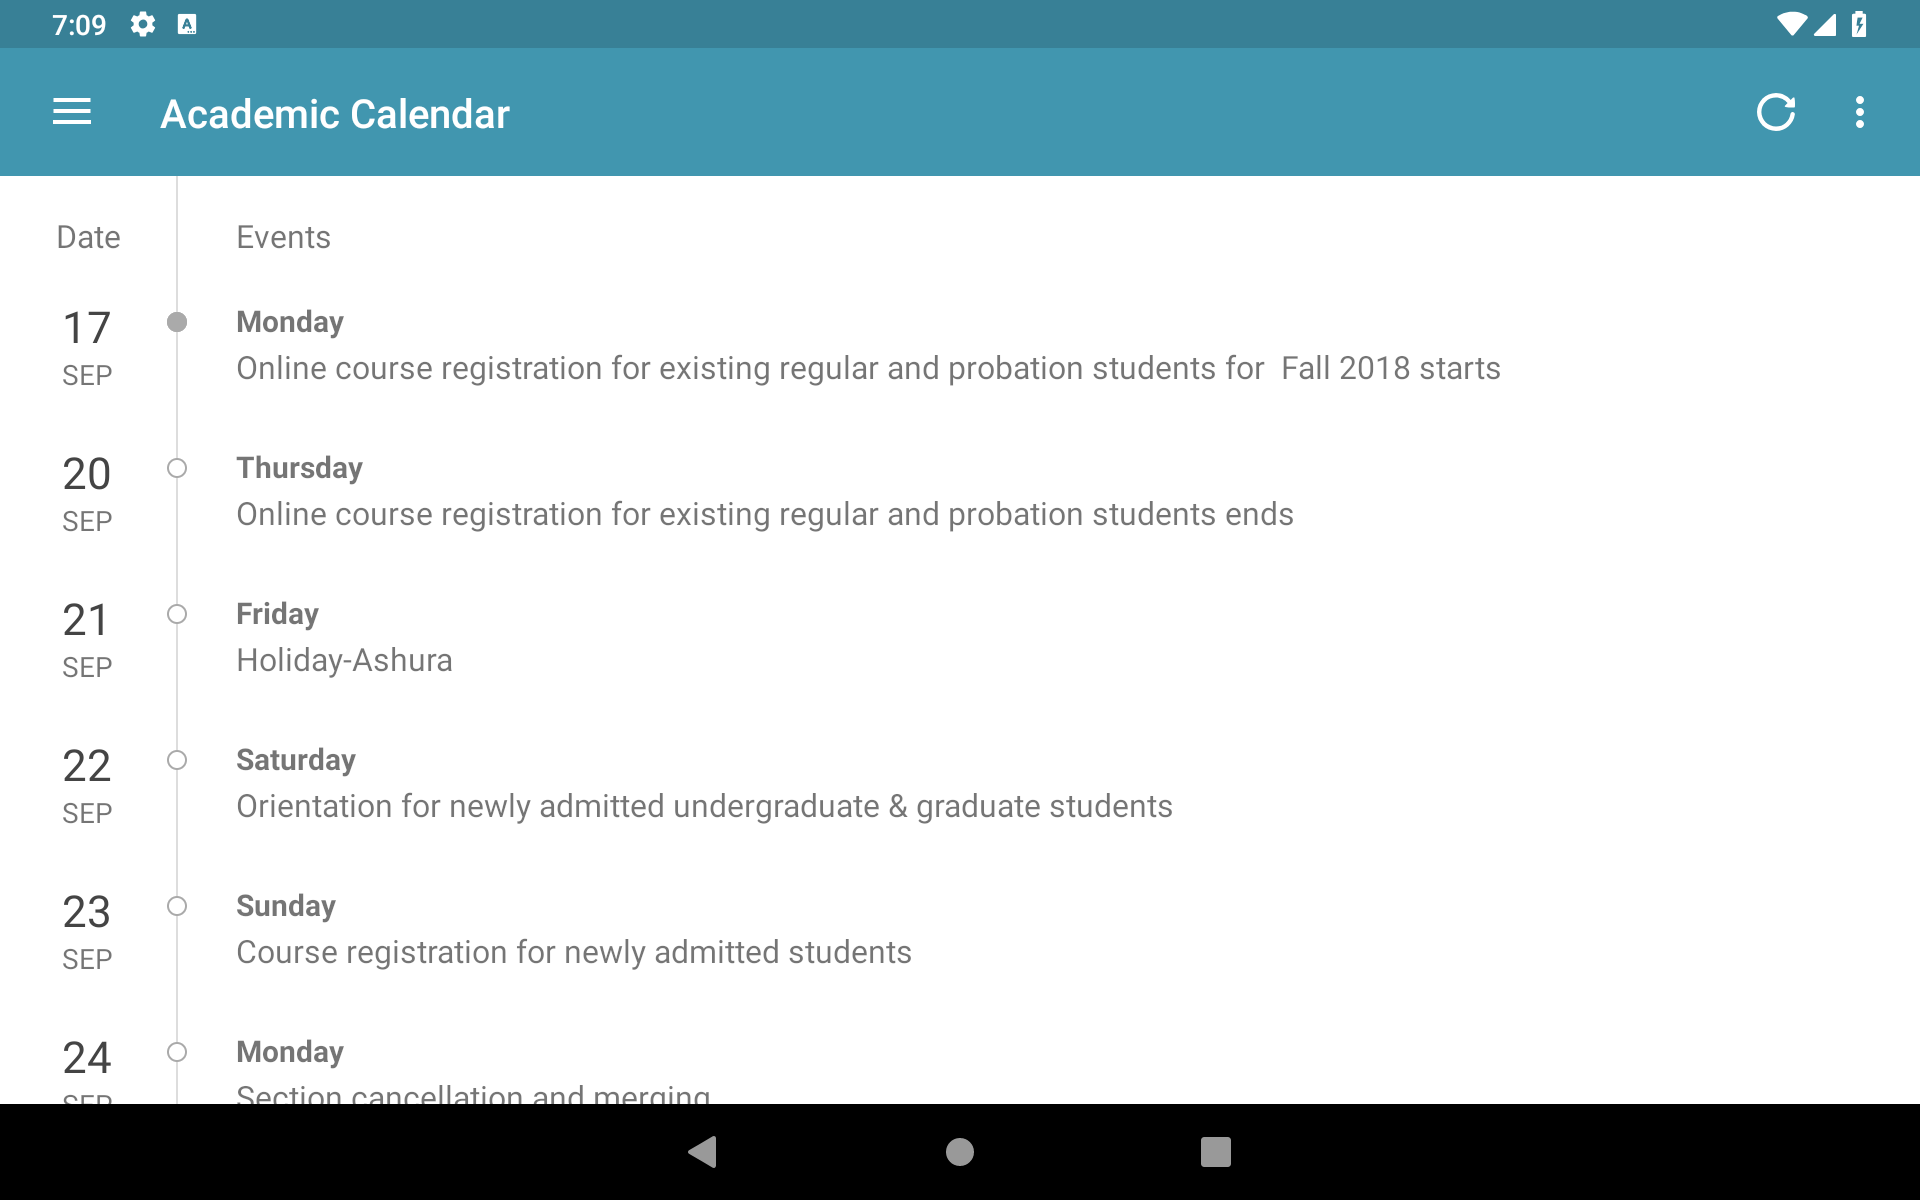 7:09
Academic Calendar
Date
Events
17
SEP
Monday
Online course registration for existing regular and probation students for  Fall 2018 starts
20
SEP
Thursday
Online course registration for existing regular and probation students ends
21
SEP
Friday
Holiday-Ashura
22
SEP
Saturday
Orientation for newly admitted undergraduate & graduate students
23
SEP
Sunday
Course registration for newly admitted students
24
SEP
Monday
Section cancellation and merging